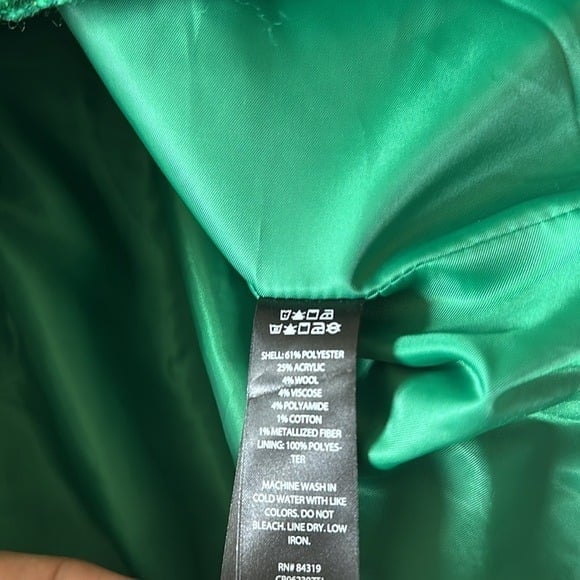 SHELL: 61% POLYESTER
25% ACRYLIC
4% WOOL
4% VISCOSE
4% POLYAMIDE
1% COTTON
1% METALLIZED FIBER
LINING: 100% POLYES-
TER
MACHINE WASH IN
COLD WATER WITH LIKE
COLORS. DO NOT
BLEACH. LINE DRY. LOW
IRON.
RN# 84319